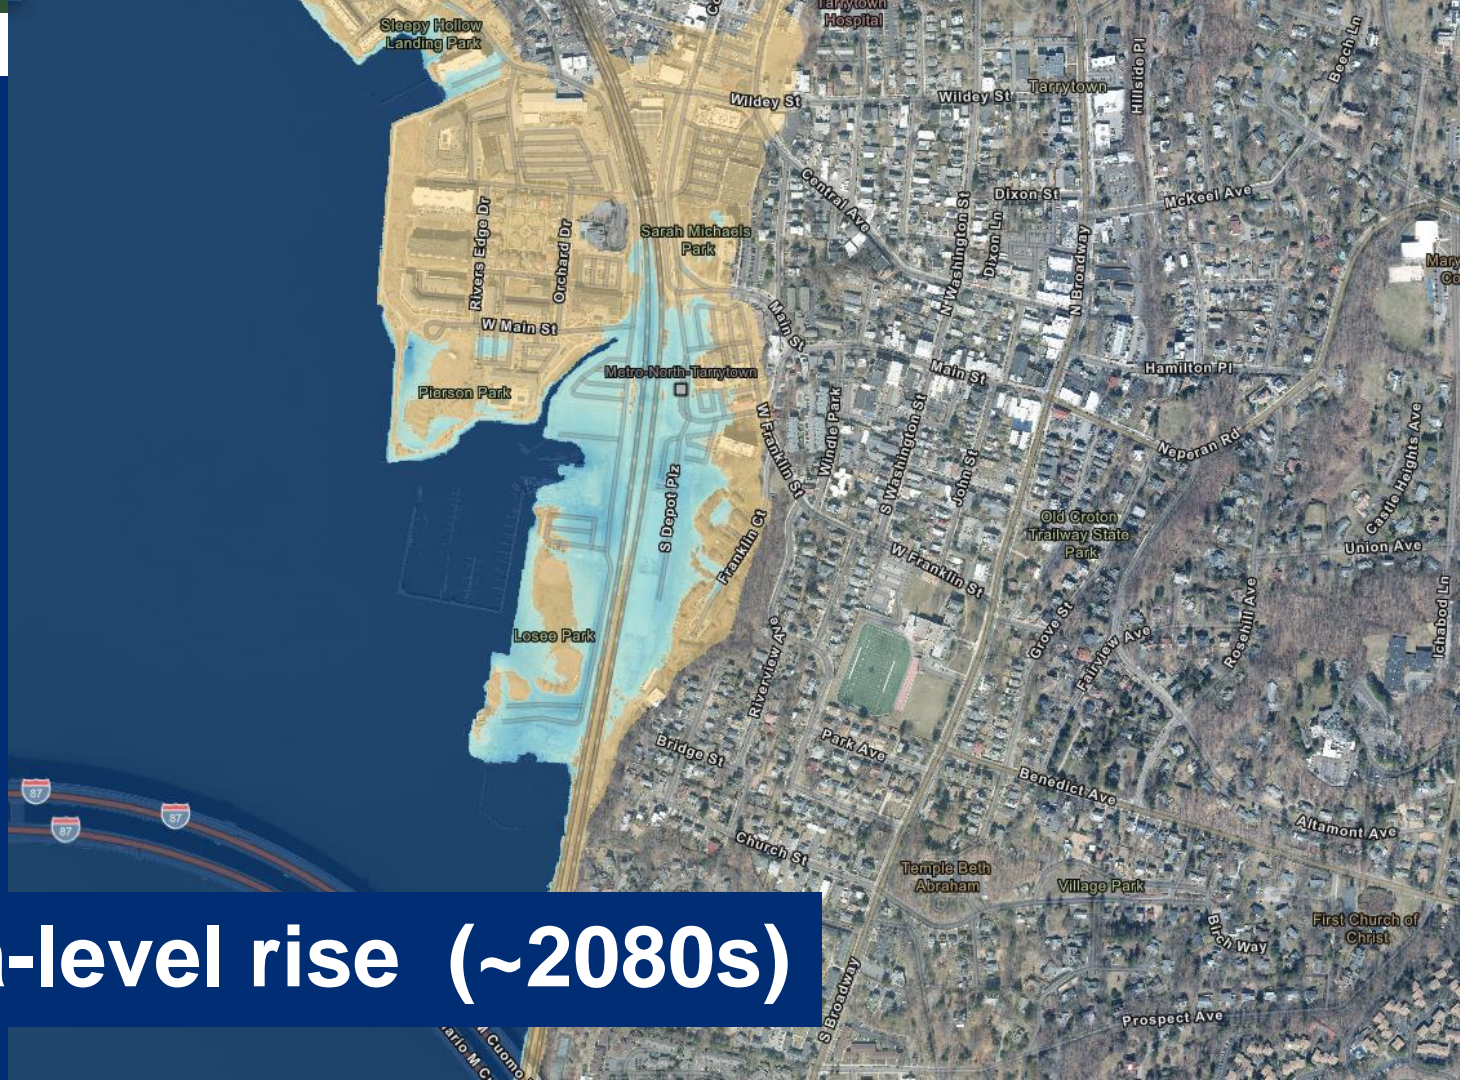 Tarrytown
Hospital
Sleepy Hollow
Landing Park
Beech Ln
Hillside Pl
Tarrytown
Wildey St
Wildey St
Central Ave
Dixon St
McKeel Ave
N Washington St
Dixon Ln
N Broadway
Sarah Michaels
Park
Rivers Edge Dr
Orchard Dr
W Main St
Main St
Main St
Hamilton Pl
Metro-North-Tarrytown
Pierson Park
W Franklin St
Windle Park
S Washington St
John St
Neperan Rd
Castle Heights Ave
S Depot Plz
Franklin Ct
Old Croton
Trailway State
Park
Union Ave
W Franklin St
Losee Park
Riverview Ave
Grove St
Fairview Ave
Rosehill Ave
Ichabod Ln
Bridge St
Park Ave
Benedict Ave
87
87
87
Altamont Ave
Church St
Temple Beth
Abraham
Village Park
First Church of
Christ
Birch Way
-level rise (~2080s)
S Broadway
Prospect Ave
M Cuomo
ario M C